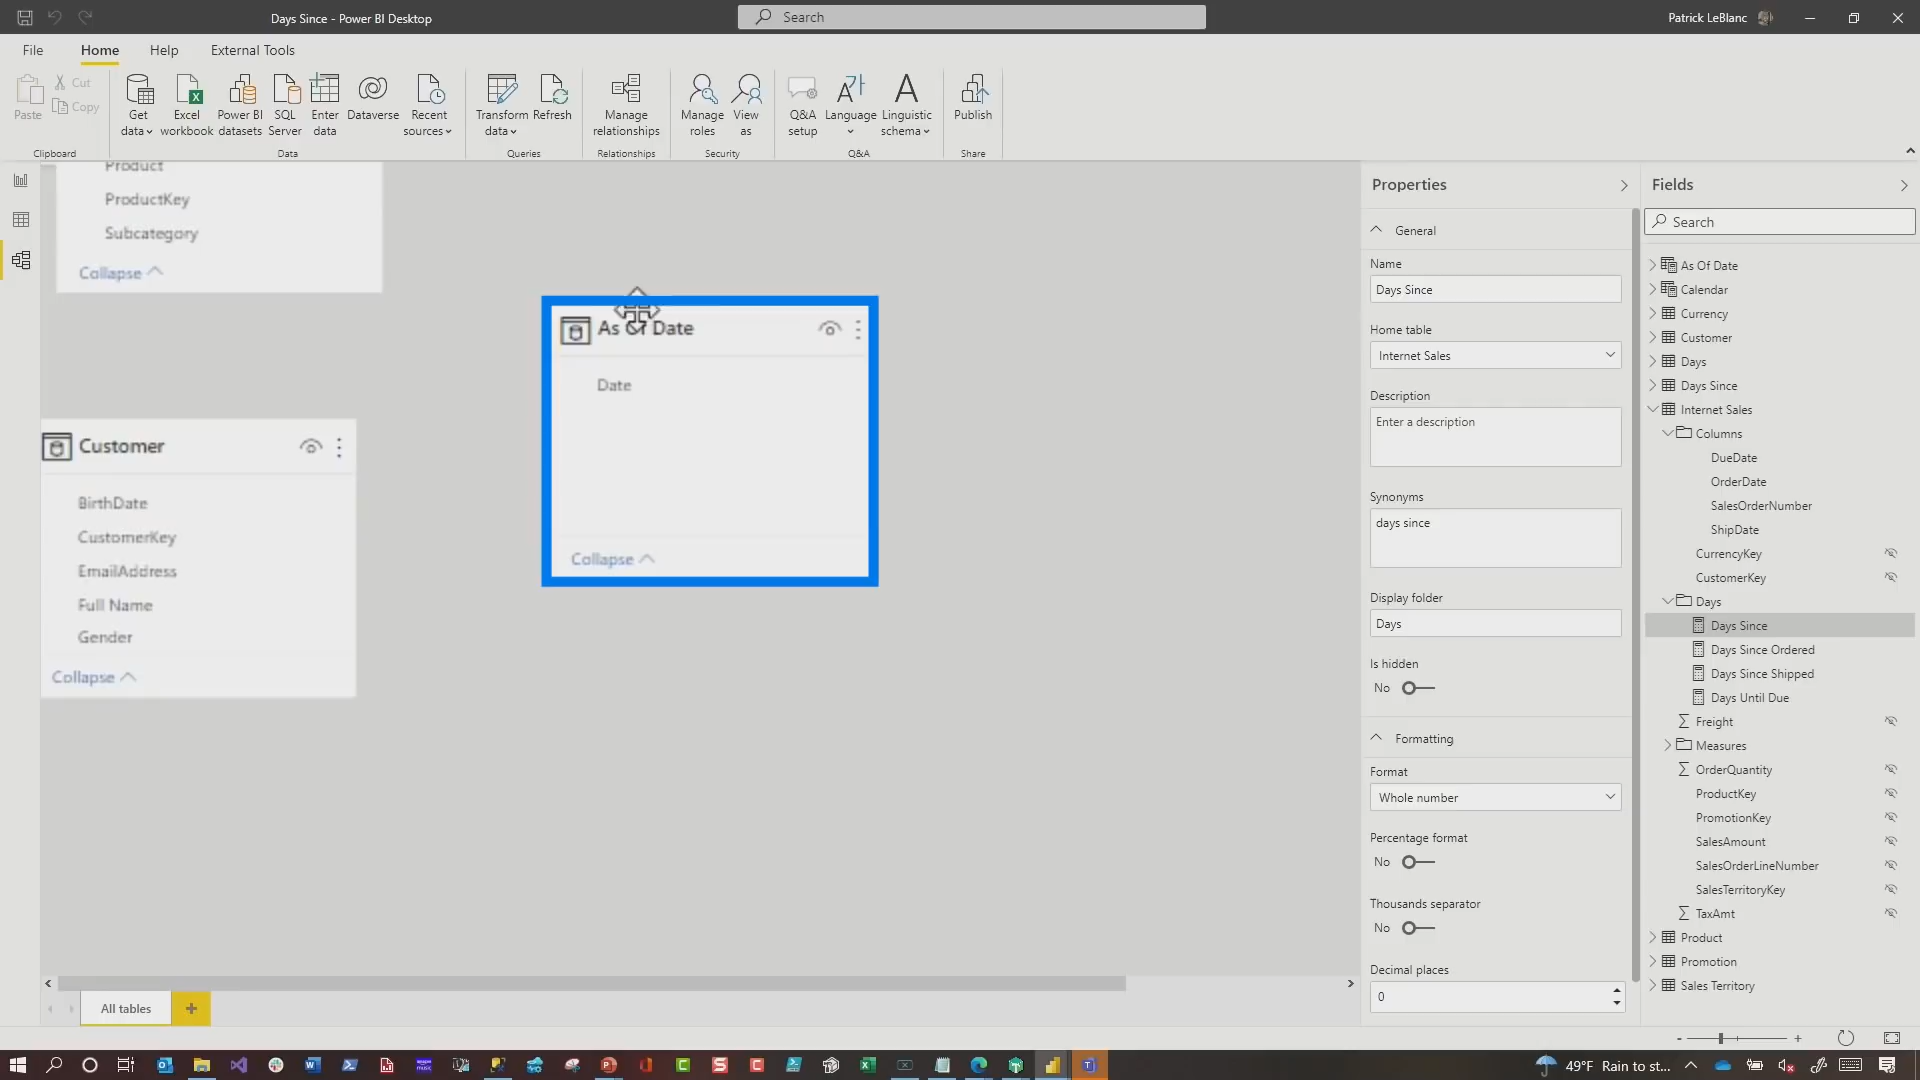 Days Since - Power BI Desktop
Search
Patrick LeBlanc
File
Home
Help
External Tools
Paste
Cut
Copy
Clipboard
Get data
Excel workbook
Power BI datasets
SQL Server
Enter data
Dataverse
Recent sources
Data
Transform data
Refresh
Queries
Manage relationships
Relationships
Manage roles
View as
Security
Q&A setup
Language
Linguistic schema
Q&A
Publish
Share
Product
ProductKey
Subcategory
Collapse
Customer
BirthDate
CustomerKey
EmailAddress
Full Name
Gender
Collapse
As Of Date
Date
Collapse
All tables
Properties
General
Name
Days Since
Home table
Internet Sales
Description
Enter a description
Synonyms
days since
Display folder
Days
Is hidden
No
Formatting
Format
Whole number
Percentage format
No
Thousands separator
No
Decimal places
0
Fields
Search
As Of Date
Calendar
Currency
Customer
Days
Days Since
Internet Sales
Columns
DueDate
OrderDate
SalesOrderNumber
ShipDate
CurrencyKey
CustomerKey
Days
Days Since
Days Since Ordered
Days Since Shipped
Days Until Due
Freight
Measures
OrderQuantity
ProductKey
PromotionKey
SalesAmount
SalesOrderLineNumber
SalesTerritoryKey
TaxAmt
Product
Promotion
Sales Territory
49°F Rain to st...